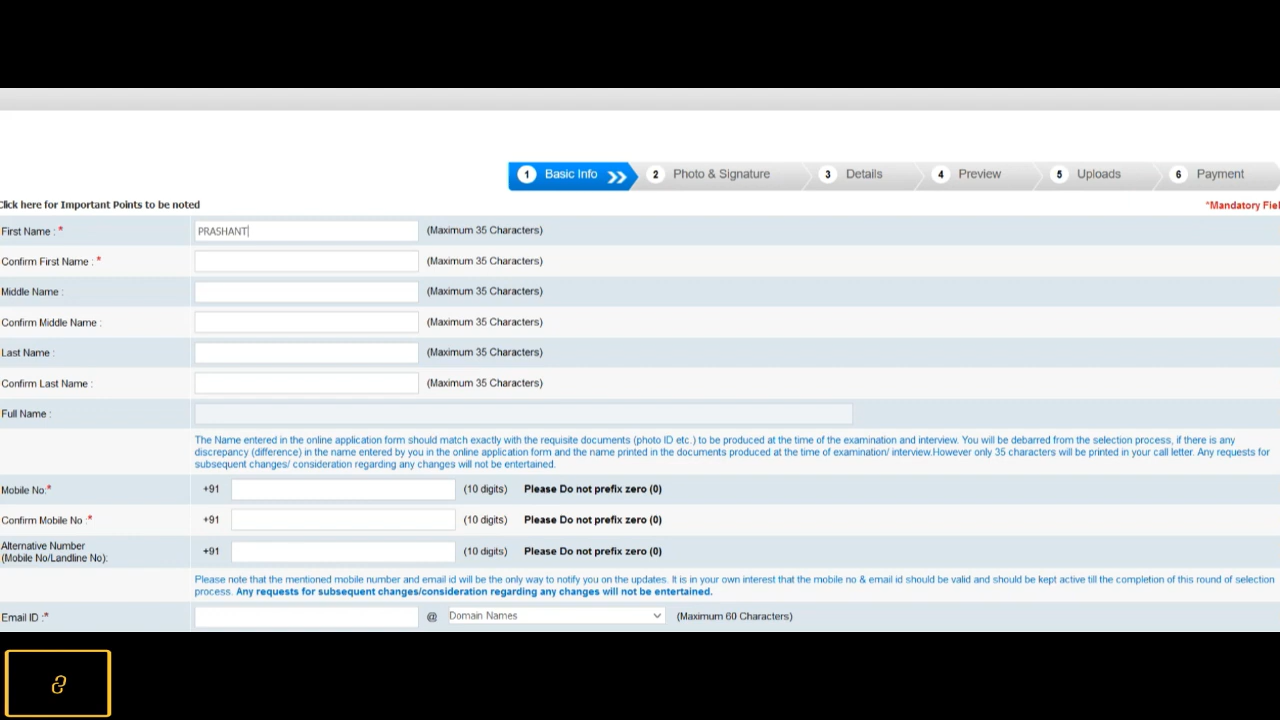 1 Basic Info 2 Photo & Signature 3 Details 4 Preview 5 Uploads 6 Payment
Click here for Important Points to be noted
*Mandatory Fiel
First Name : * PRASHANT (Maximum 35 Characters)
Confirm First Name : * (Maximum 35 Characters)
Middle Name : (Maximum 35 Characters)
Confirm Middle Name : (Maximum 35 Characters)
Last Name : (Maximum 35 Characters)
Confirm Last Name : (Maximum 35 Characters)
Full Name :
The Name entered in the online application form should match exactly with the requisite documents (photo ID etc.) to be produced at the time of the examination and interview. You will be debarred from the selection process, if there is any
discrepancy (difference) in the name entered by you in the online application form and the name printed in the documents produced at the time of examination/ interview.However only 35 characters will be printed in your call letter. Any requests for
subsequent changes/ consideration regarding any changes will not be entertained.
Mobile No:* +91 (10 digits) Please Do not prefix zero (0)
Confirm Mobile No :* +91 (10 digits) Please Do not prefix zero (0)
Alternative Number
(Mobile No/Landline No): +91 (10 digits) Please Do not prefix zero (0)
Please note that the mentioned mobile number and email id will be the only way to notify you on the updates. It is in your own interest that the mobile no & email id should be valid and should be kept active till the completion of this round of selection
process. Any requests for subsequent changes/consideration regarding any changes will not be entertained.
Email ID :* @ Domain Names (Maximum 60 Characters)